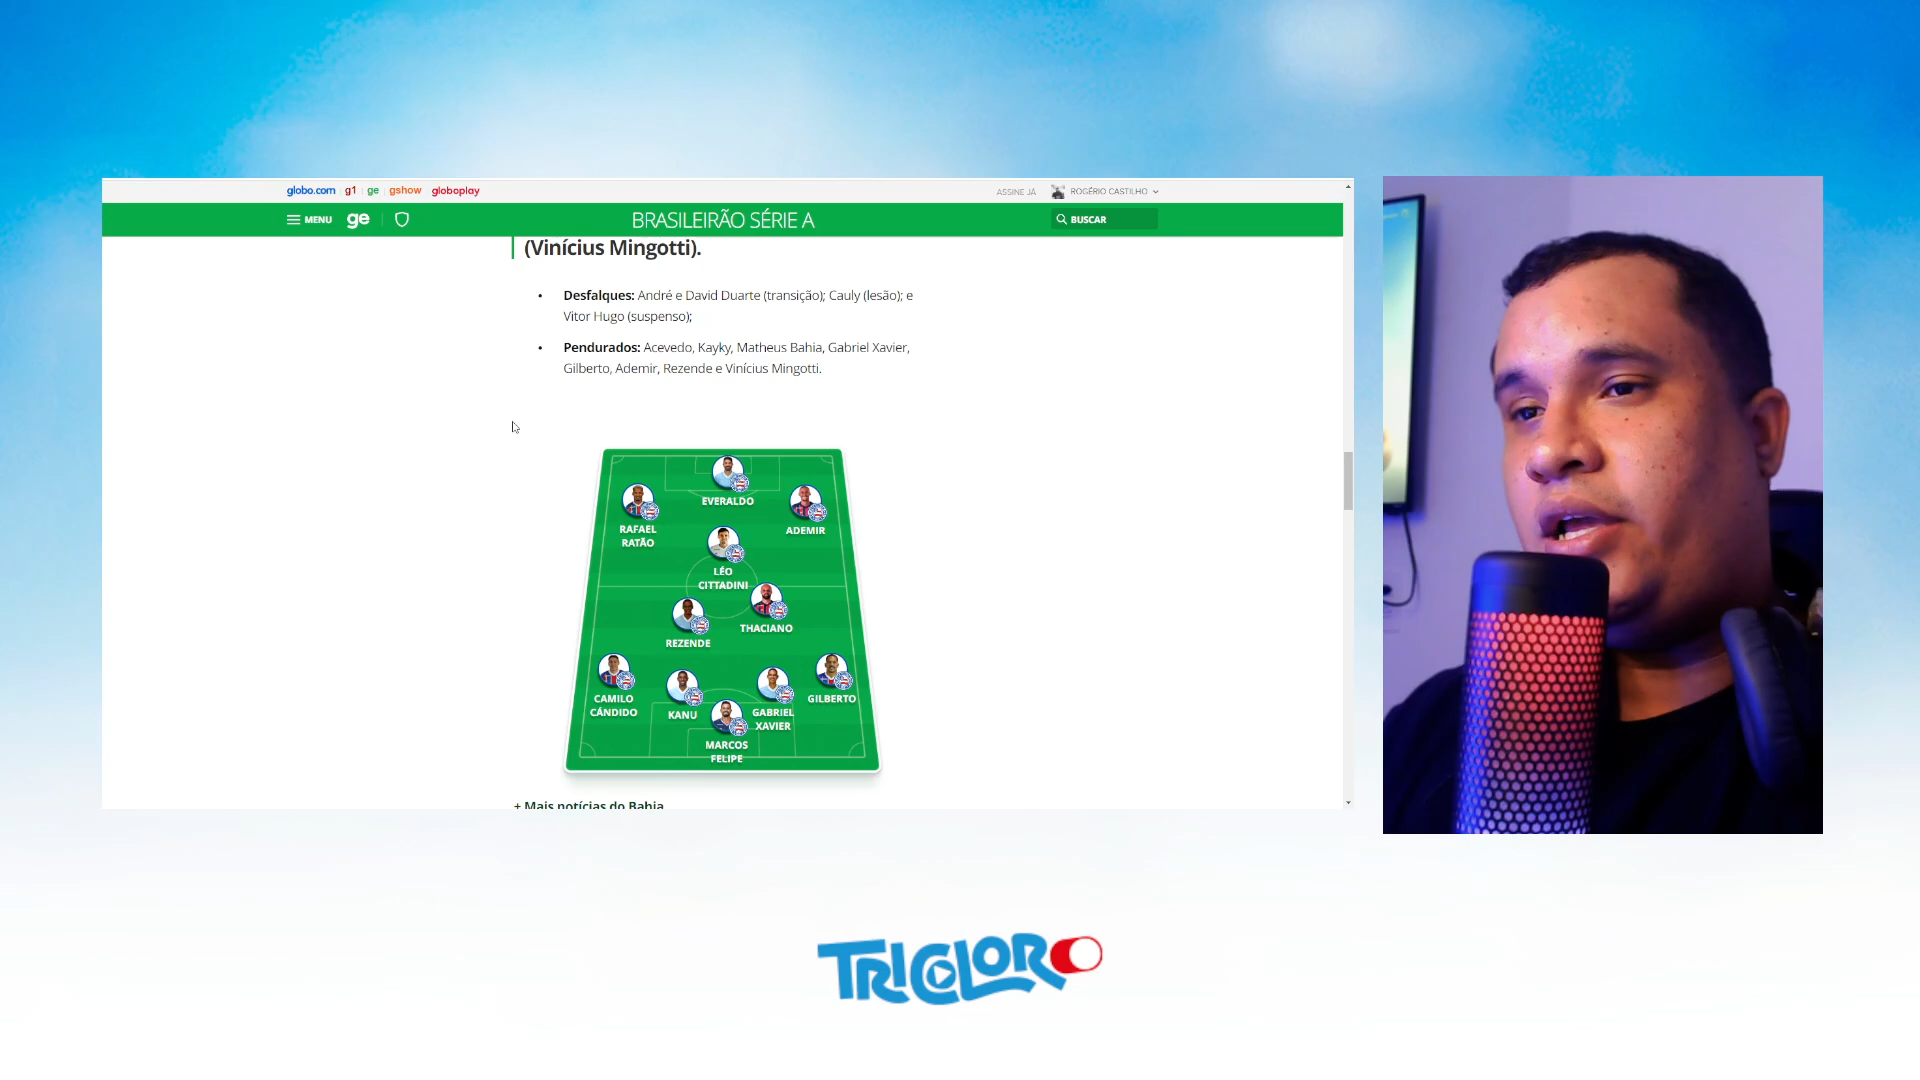 globo.com g1 ge gshow globoplay
ASSINE JÁ ROGÉRIO CASTILHO
MENU ge BRASILEIRÃO SÉRIE A BUSCAR
(Vinícius Mingotti).
• Desfalques: André e David Duarte (transição); Cauly (lesão); e
Vitor Hugo (suspenso);
• Pendurados: Acevedo, Kayky, Matheus Bahia, Gabriel Xavier,
Gilberto, Ademir, Rezende e Vinícius Mingotti.
EVERALDO
RAFAEL
RATÃO
ADEMIR
LÉO
CITTADINI
THACIANO
REZENDE
CAMILO
CÁNDIDO
KANU
GABRIEL
XAVIER
GILBERTO
MARCOS
FELIPE
+ Mais notícias do Bahia
TRICOLOR